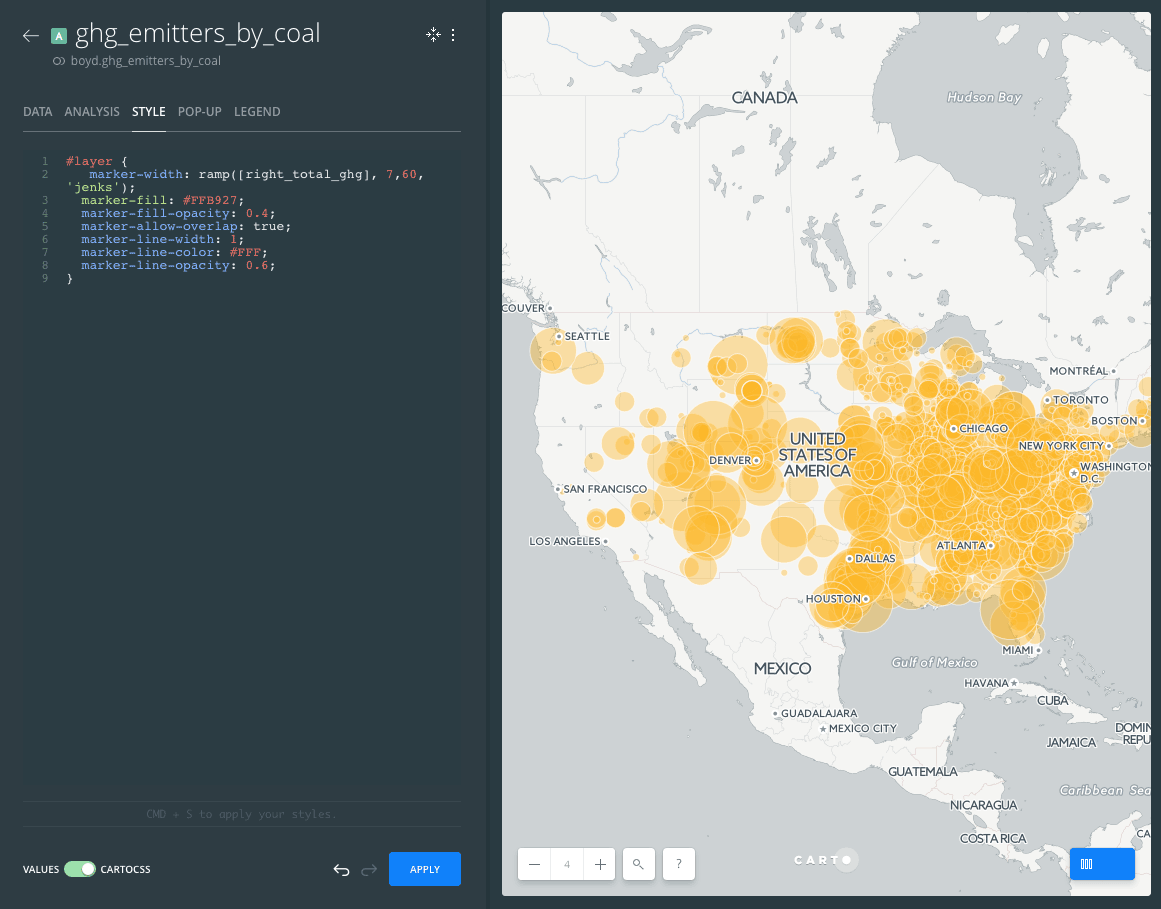 ghg_emitters_by_coal
A
boyd.ghg_emitters_by_coal
DATA ANALYSIS STYLE POP-UP LEGEND
1 #layer {
2 marker-width: ramp([right_total_ghg], 7,60,
'jenks');
3 marker-fill: #FFB927;
4 marker-fill-opacity: 0.4;
5 marker-allow-overlap: true;
6 marker-line-width: 1;
7 marker-line-color: #FFF;
8 marker-line-opacity: 0.6;
9 }
CMD + S to apply your styles.
VALUES CARTOCSS
APPLY
CANADA
Hudson Bay
COUVER
SEATTLE
MONTRÉAL
TORONTO
BOSTON
CHICAGO
NEW YORK CITY
UNITED
STATES OF
AMERICA
DENVER
WASHINGTON
D.C.
SAN FRANCISCO
LOS ANGELES
ATLANTA
DALLAS
HOUSTON
MIAMI
Gulf of Mexico
MEXICO
HAVANA
CUBA
GUADALAJARA
MEXICO CITY
DOMIN
REPU
JAMAICA
GUATEMALA
Caribbean Sea
NICARAGUA
COSTA RICA
CA
− 4 +
?
CARTO